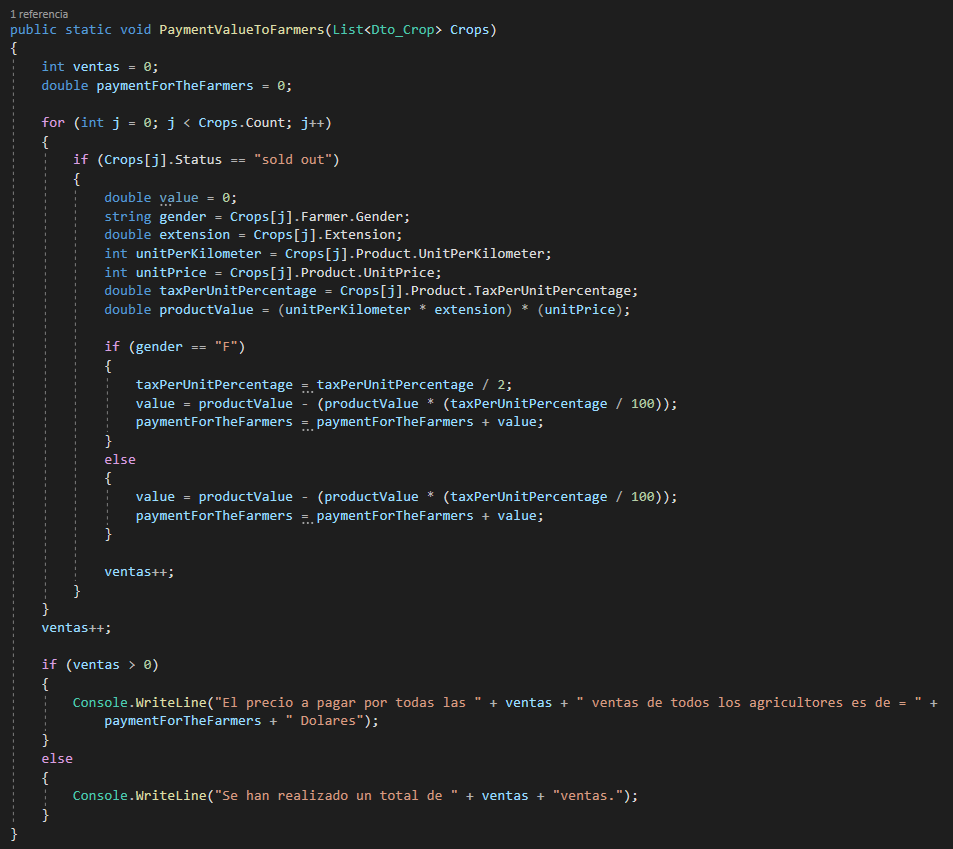 1 referencia
public static void PaymentValueToFarmers(List<Dto_Crop> Crops)
{
int ventas = 0;
double paymentForTheFarmers = 0;
for (int j = 0; j < Crops.Count; j++)
{
if (Crops[j].Status == "sold out")
{
double value = 0;
string gender = Crops[j].Farmer.Gender;
double extension = Crops[j].Extension;
int unitPerKilometer = Crops[j].Product.UnitPerKilometer;
int unitPrice = Crops[j].Product.UnitPrice;
double taxPerUnitPercentage = Crops[j].Product.TaxPerUnitPercentage;
double productValue = (unitPerKilometer * extension) * (unitPrice);
if (gender == "F")
{
taxPerUnitPercentage = taxPerUnitPercentage / 2;
value = productValue - (productValue * (taxPerUnitPercentage / 100));
paymentForTheFarmers = paymentForTheFarmers + value;
}
else
{
value = productValue - (productValue * (taxPerUnitPercentage / 100));
paymentForTheFarmers = paymentForTheFarmers + value;
}
ventas++;
}
}
ventas++;
if (ventas > 0)
{
Console.WriteLine("El precio a pagar por todas las " + ventas + " ventas de todos los agricultores es de = " +
paymentForTheFarmers + " Dolares");
}
else
{
Console.WriteLine("Se han realizado un total de " + ventas + "ventas.");
}
}